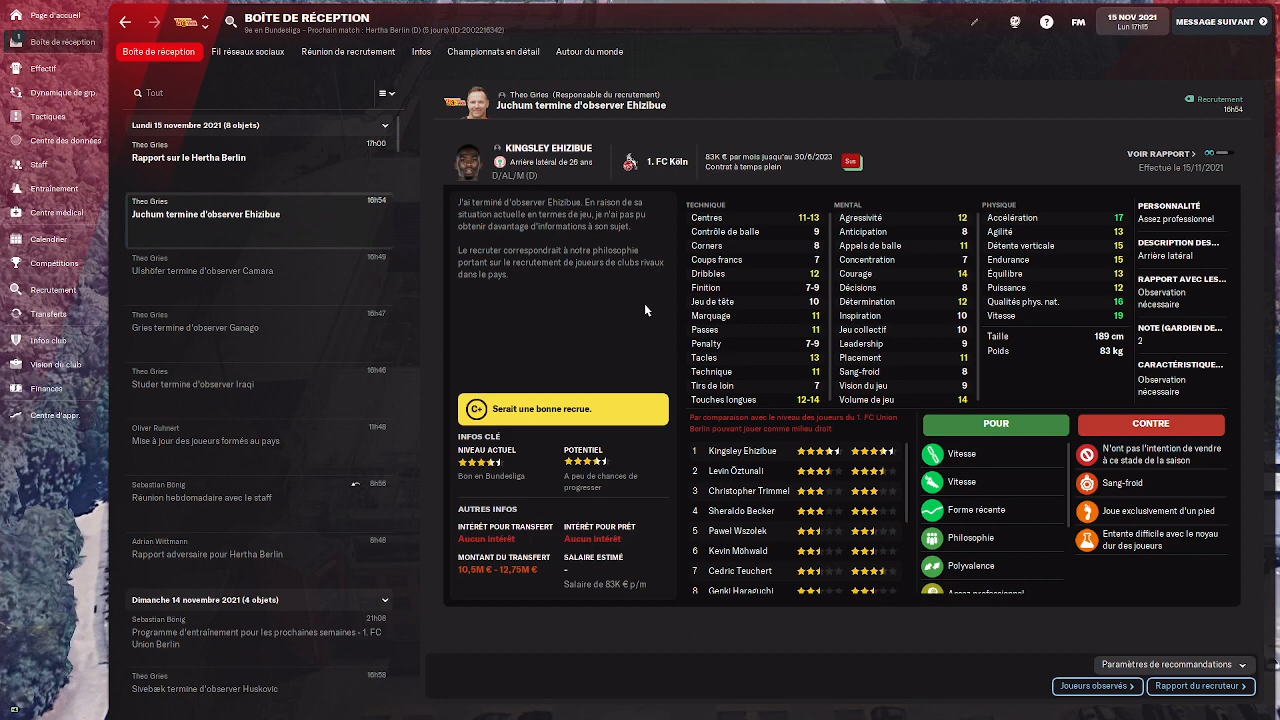 Page d'accueil
Boîte de réception
Effectif
Dynamique de grp.
Tactiques
Centre des données
Staff
Entraînement
Centre médical
Calendrier
Compétitions
Recrutement
Transferts
Infos club
Vision du club
Finances
Centre d'appr.
BOÎTE DE RÉCEPTION
9e en Bundesliga - Prochain match : Hertha Berlin (D) (5 jours) (ID:2002216342)
FM
15 NOV 2021
Lun 17h15
MESSAGE SUIVANT
Boîte de réception
Fil réseaux sociaux
Réunion de recrutement
Infos
Championnats en détail
Autour du monde
Tout
Lundi 15 novembre 2021 (8 objets)
Theo Gries 17h00
Rapport sur le Hertha Berlin
Theo Gries 16h54
Juchum termine d'observer Ehizibue
Theo Gries 16h49
Ulshöfer termine d'observer Camara
Theo Gries 16h47
Gries termine d'observer Ganago
Theo Gries 16h46
Studer termine d'observer Iraqi
Oliver Ruhnert 11h48
Mise à jour des joueurs formés au pays
Sebastian Bönig 8h56
Réunion hebdomadaire avec le staff
Adrian Wittmann 8h48
Rapport adversaire pour Hertha Berlin
Dimanche 14 novembre 2021 (4 objets)
Sebastian Bönig 21h08
Programme d'entraînement pour les prochaines semaines - 1. FC
Union Berlin
Theo Gries 16h58
Sivebæk termine d'observer Huskovic
Theo Gries (Responsable du recrutement)
Juchum termine d'observer Ehizibue
Recrutement
16h54
KINGSLEY EHIZIBUE
Arrière latéral de 26 ans
D/AL/M (D)
1. FC Köln
83K € par mois jusqu'au 30/6/2023
Contrat à temps plein
Sus
VOIR RAPPORT >
Effectué le 15/11/2021
J'ai terminé d'observer Ehizibue. En raison de sa
situation actuelle en termes de jeu, je n'ai pas pu
obtenir davantage d'informations à son sujet.
Le recruter correspondrait à notre philosophie
portant sur le recrutement de joueurs de clubs rivaux
dans le pays.
C+ Serait une bonne recrue.
INFOS CLÉ
NIVEAU ACTUEL
Bon en Bundesliga
POTENTIEL
A peu de chances de
progresser
AUTRES INFOS
INTÉRÊT POUR TRANSFERT
Aucun intérêt
INTÉRÊT POUR PRÊT
Aucun intérêt
MONTANT DU TRANSFERT
10,5M € - 12,75M €
SALAIRE ESTIMÉ
-
Salaire de 83K € p/m
TECHNIQUE
Centres 11-13
Contrôle de balle 9
Corners 8
Coups francs 7
Dribbles 12
Finition 7-9
Jeu de tête 10
Marquage 11
Passes 11
Penalty 7-9
Tacles 13
Technique 11
Tirs de loin 7
Touches longues 12-14
MENTAL
Agressivité 12
Anticipation 8
Appels de balle 11
Concentration 7
Courage 14
Décisions 8
Détermination 12
Inspiration 10
Jeu collectif 10
Leadership 9
Placement 11
Sang-froid 8
Vision du jeu 9
Volume de jeu 14
PHYSIQUE
Accélération 17
Agilité 13
Détente verticale 15
Endurance 15
Équilibre 13
Puissance 12
Qualités phys. nat. 16
Vitesse 19
Taille 189 cm
Poids 83 kg
PERSONNALITÉ
Assez professionnel
DESCRIPTION DES...
Arrière latéral
RAPPORT AVEC LES...
Observation
nécessaire
NOTE (GARDIEN DE...
2
CARACTÉRISTIQUE...
Observation
nécessaire
Par comparaison avec le niveau des joueurs du 1. FC Union
Berlin pouvant jouer comme milieu droit
1 Kingsley Ehizibue
2 Levin Öztunali
3 Christopher Trimmel
4 Sheraldo Becker
5 Pawel Wszolek
6 Kevin Möhwald
7 Cedric Teuchert
8 Genki Haraguchi
POUR
Vitesse
Vitesse
Forme récente
Philosophie
Polyvalence
Assez professionnel
CONTRE
N'ont pas l'intention de vendre
à ce stade de la saison
Sang-froid
Joue exclusivement d'un pied
Entente difficile avec le noyau
dur des joueurs
Paramètres de recommandations
Joueurs observés >
Rapport du recruteur >